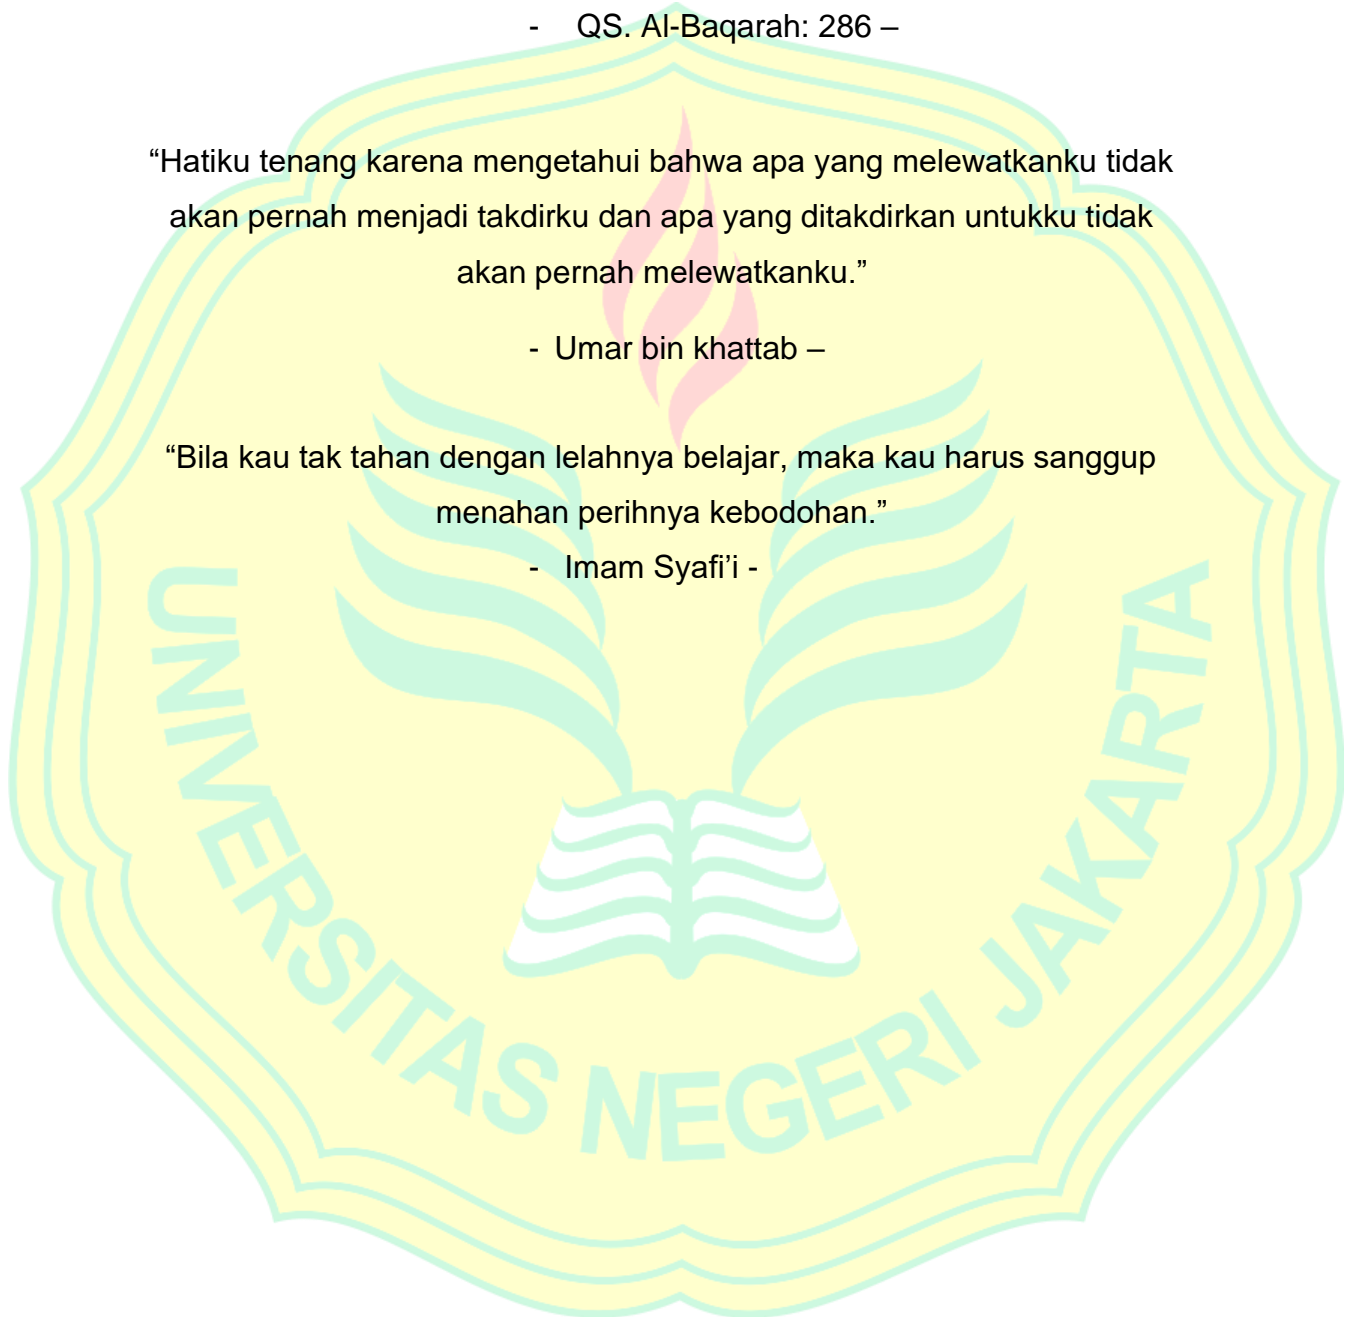 - QS. Al-Baqarah: 286 –
“Hatiku tenang karena mengetahui bahwa apa yang melewatkanku tidak
akan pernah menjadi takdirku dan apa yang ditakdirkan untukku tidak
akan pernah melewatkanku.”
- Umar bin khattab –
“Bila kau tak tahan dengan lelahnya belajar, maka kau harus sanggup
menahan perihnya kebodohan.”
- Imam Syafi’i -
UNIVERSITAS NEGERI JAKARTA